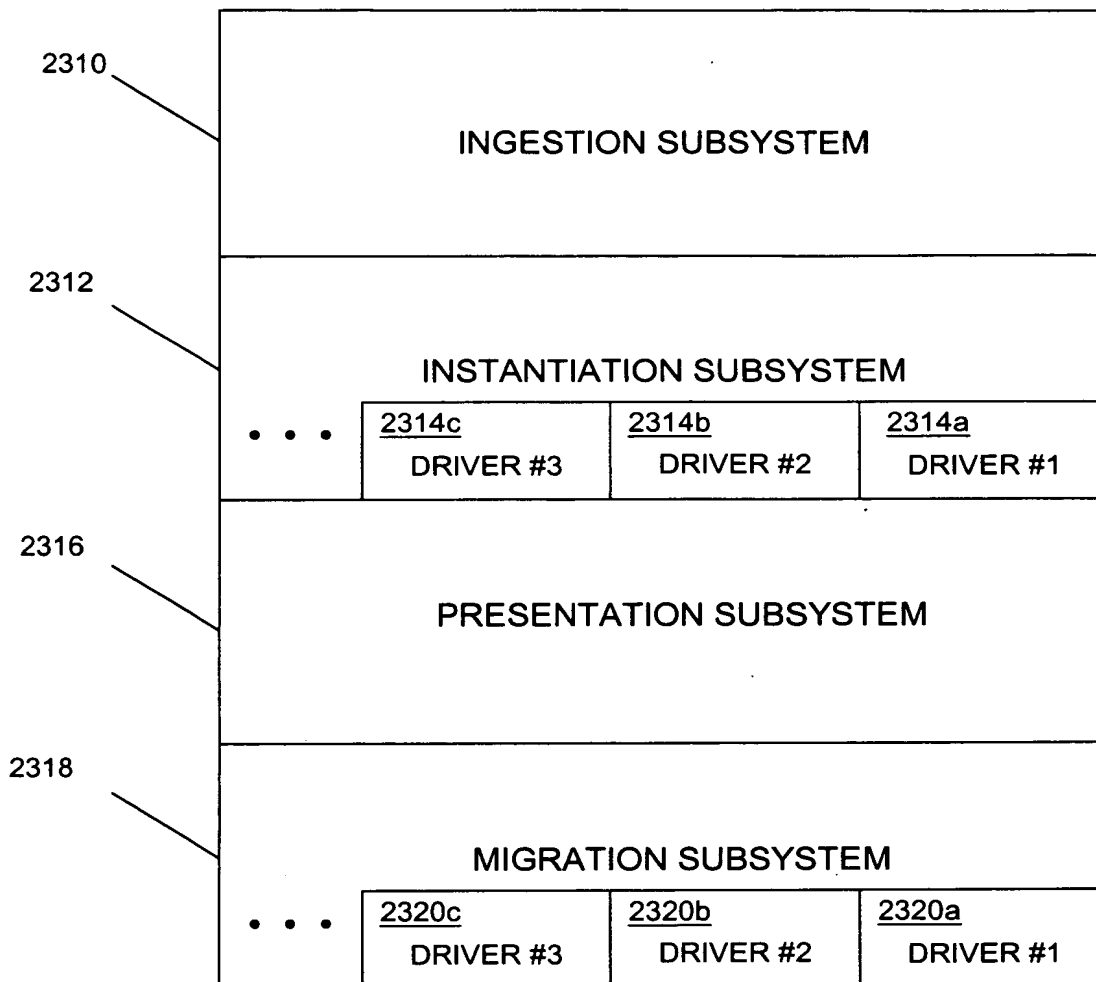 2310
INGESTION SUBSYSTEM
2312
INSTANTIATION SUBSYSTEM
• • •
2314c
DRIVER #3
2314b
DRIVER #2
2314a
DRIVER #1
2316
PRESENTATION SUBSYSTEM
2318
MIGRATION SUBSYSTEM
• • •
2320c
DRIVER #3
2320b
DRIVER #2
2320a
DRIVER #1